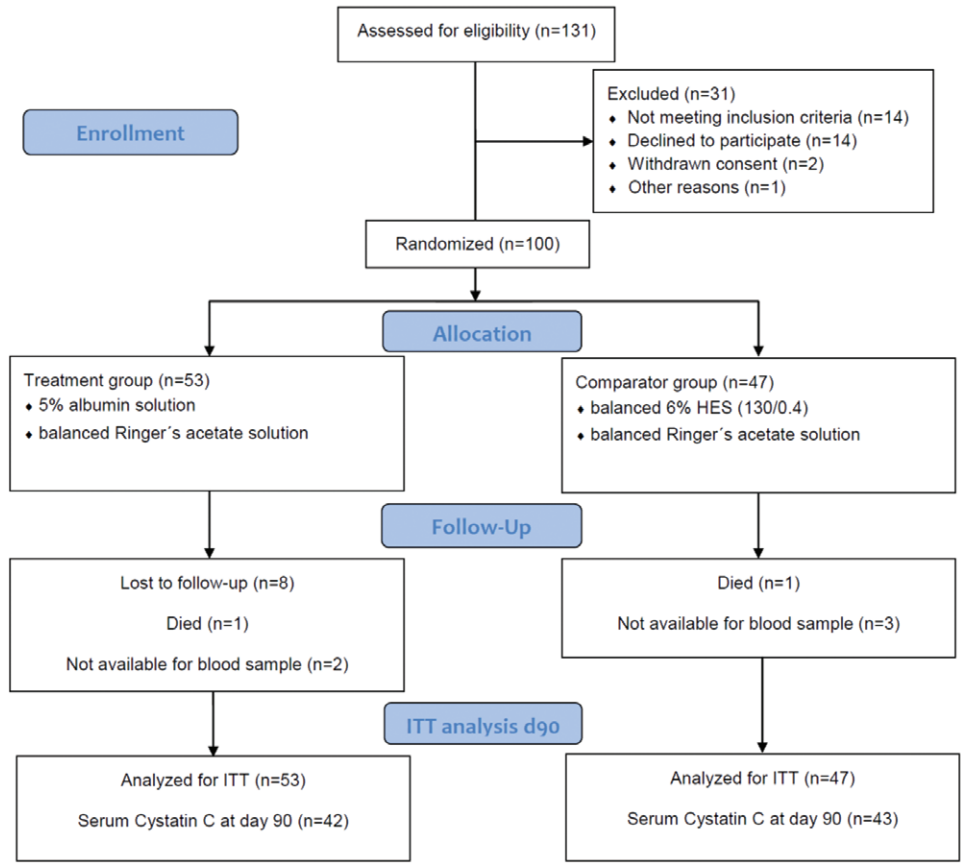 Assessed for eligibility (n=131)
Excluded (n=31)
♦ Not meeting inclusion criteria (n=14)
♦ Declined to participate (n=14)
♦ Withdrawn consent (n=2)
♦ Other reasons (n=1)
Enrollment
Randomized (n=100)
Allocation
Treatment group (n=53)
♦ 5% albumin solution
♦ balanced Ringer´s acetate solution
Comparator group (n=47)
♦ balanced 6% HES (130/0.4)
♦ balanced Ringer´s acetate solution
Follow-Up
Lost to follow-up (n=8)
Died (n=1)
Not available for blood sample (n=2)
Died (n=1)
Not available for blood sample (n=3)
ITT analysis d90
Analyzed for ITT (n=53)
Serum Cystatin C at day 90 (n=42)
Analyzed for ITT (n=47)
Serum Cystatin C at day 90 (n=43)